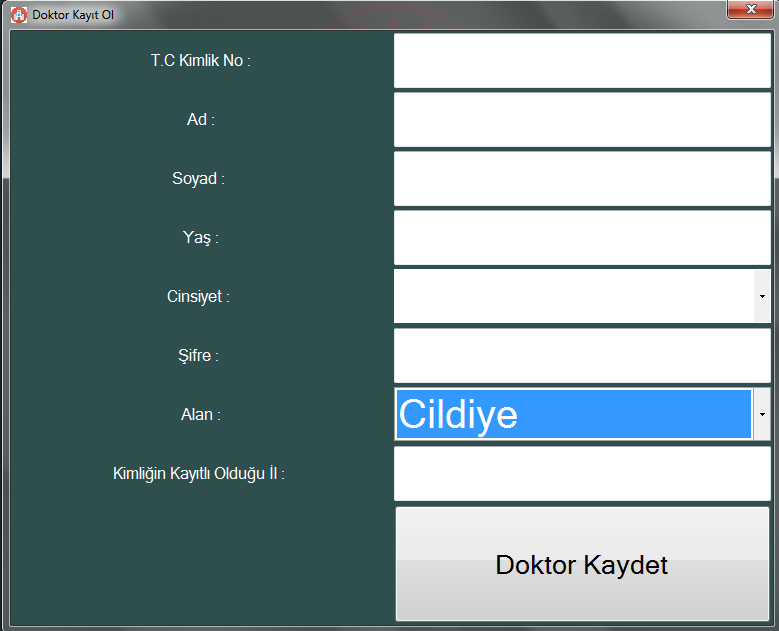 Doktor Kayıt Ol
T.C Kimlik No :
Ad :
Soyad :
Yaş :
Cinsiyet :
Şifre :
Alan :
Cildiye
Kimliğin Kayıtlı Olduğu İl :
Doktor Kaydet